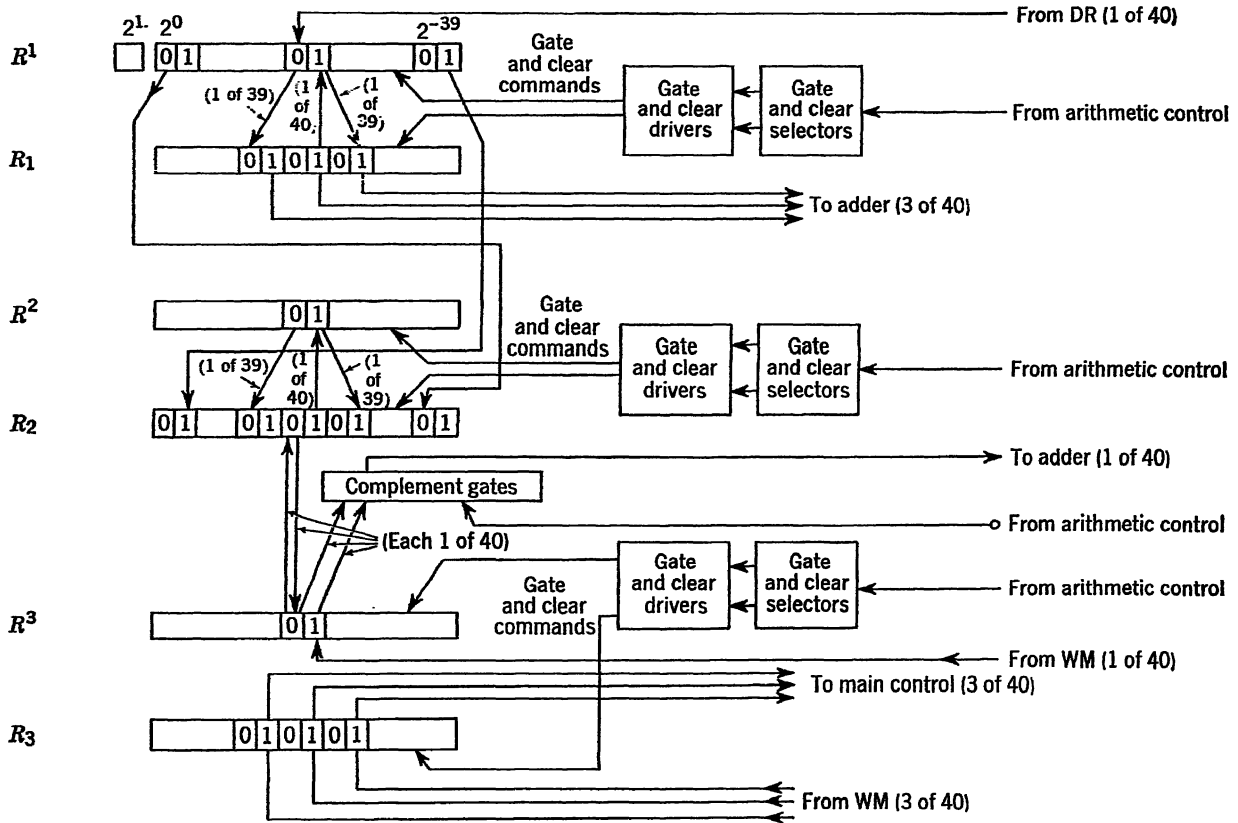 2^1. 2^0 2^-39
From DR (1 of 40)
R^1
0 1 0 1 0 1
Gate and clear commands
(1 of 39)
(1 of 40)
(1 of 39)
Gate and clear drivers
Gate and clear selectors
From arithmetic control
R_1
0 1 0 1 0 1
To adder (3 of 40)
R^2
0 1
Gate and clear commands
(1 of 39)
(1 of 40)
(1 of 39)
Gate and clear drivers
Gate and clear selectors
From arithmetic control
R_2
0 1 0 1 0 1 0 1 0 1
To adder (1 of 40)
Complement gates
From arithmetic control
(Each 1 of 40)
Gate and clear commands
Gate and clear drivers
Gate and clear selectors
From arithmetic control
R^3
0 1
From WM (1 of 40)
To main control (3 of 40)
R_3
0 1 0 1 0 1
From WM (3 of 40)